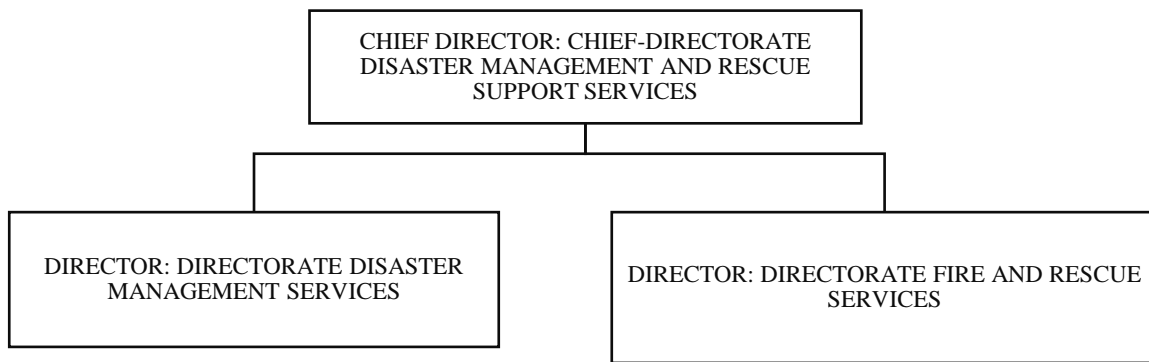 CHIEF DIRECTOR: CHIEF-DIRECTORATE
DISASTER MANAGEMENT AND RESCUE
SUPPORT SERVICES
DIRECTOR: DIRECTORATE DISASTER
MANAGEMENT SERVICES
DIRECTOR: DIRECTORATE FIRE AND RESCUE
SERVICES